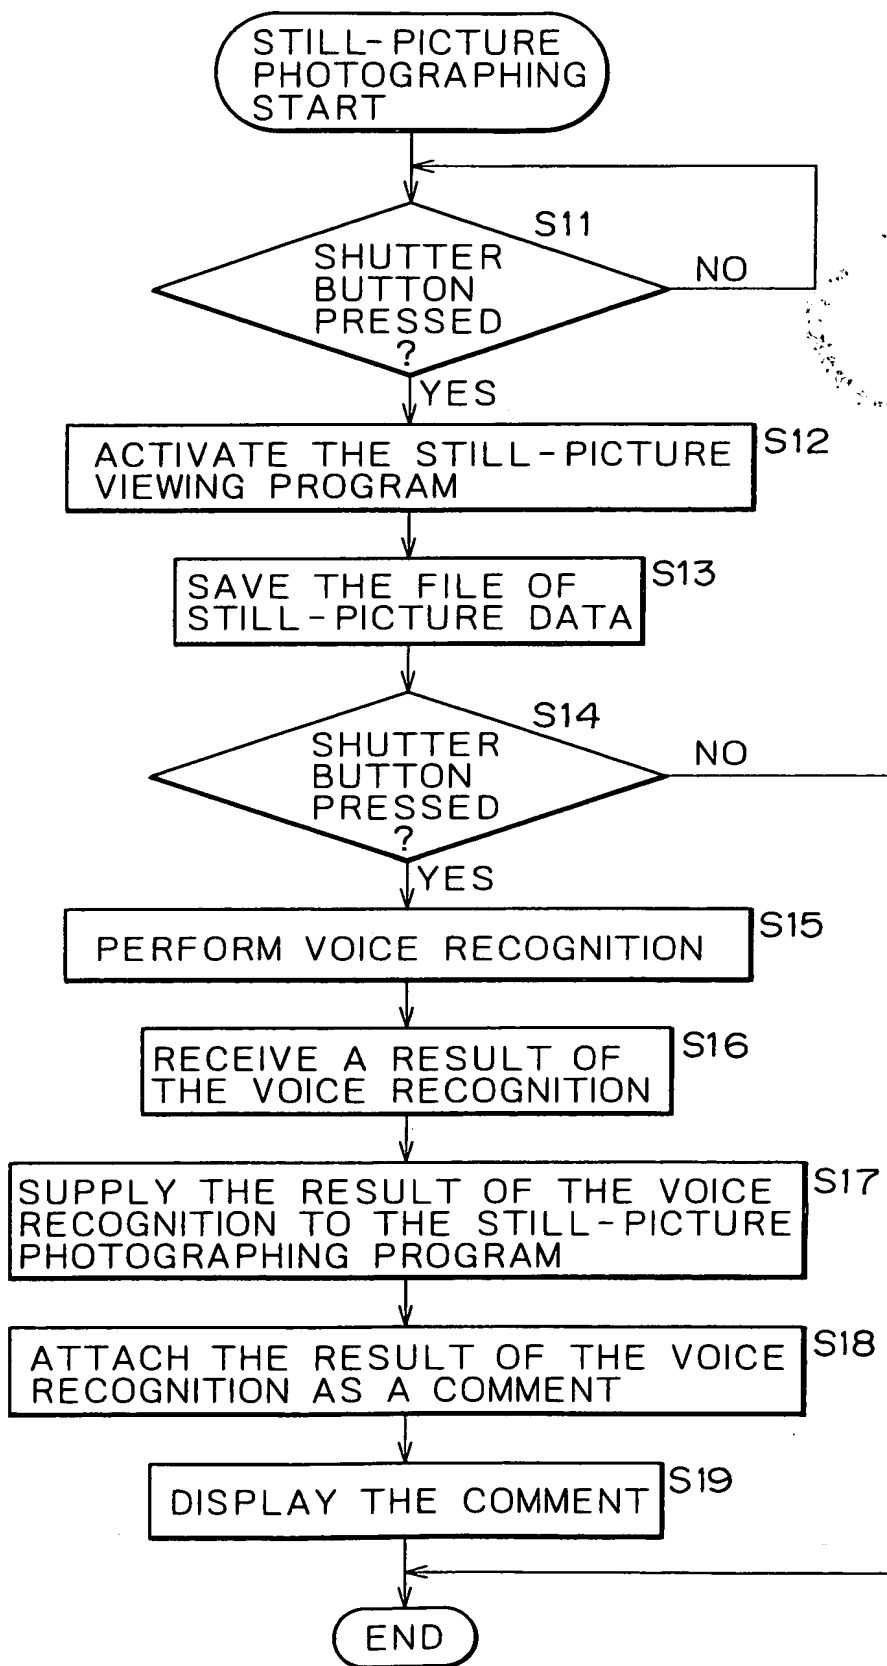 STILL-PICTURE
PHOTOGRAPHING
START
S11
SHUTTER
BUTTON
PRESSED
?
NO
YES
S12
ACTIVATE THE STILL-PICTURE
VIEWING PROGRAM
S13
SAVE THE FILE OF
STILL-PICTURE DATA
S14
SHUTTER
BUTTON
PRESSED
?
NO
YES
S15
PERFORM VOICE RECOGNITION
S16
RECEIVE A RESULT OF
THE VOICE RECOGNITION
S17
SUPPLY THE RESULT OF THE VOICE
RECOGNITION TO THE STILL-PICTURE
PHOTOGRAPHING PROGRAM
S18
ATTACH THE RESULT OF THE VOICE
RECOGNITION AS A COMMENT
S19
DISPLAY THE COMMENT
END